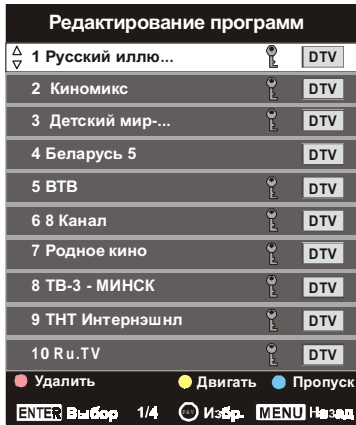 Редактирование программ
1 Русский иллю... DTV
2 Киномикс DTV
3 Детский мир-... DTV
4 Беларусь 5 DTV
5 ВТВ DTV
6 8 Канал DTV
7 Родное кино DTV
8 ТВ-3 - МИНСК DTV
9 ТНТ Интернэшнл DTV
10 Ru.TV DTV
Удалить Двигать Пропуск
ENTER Выбор 1/4 FAV Избр. MENU Назад